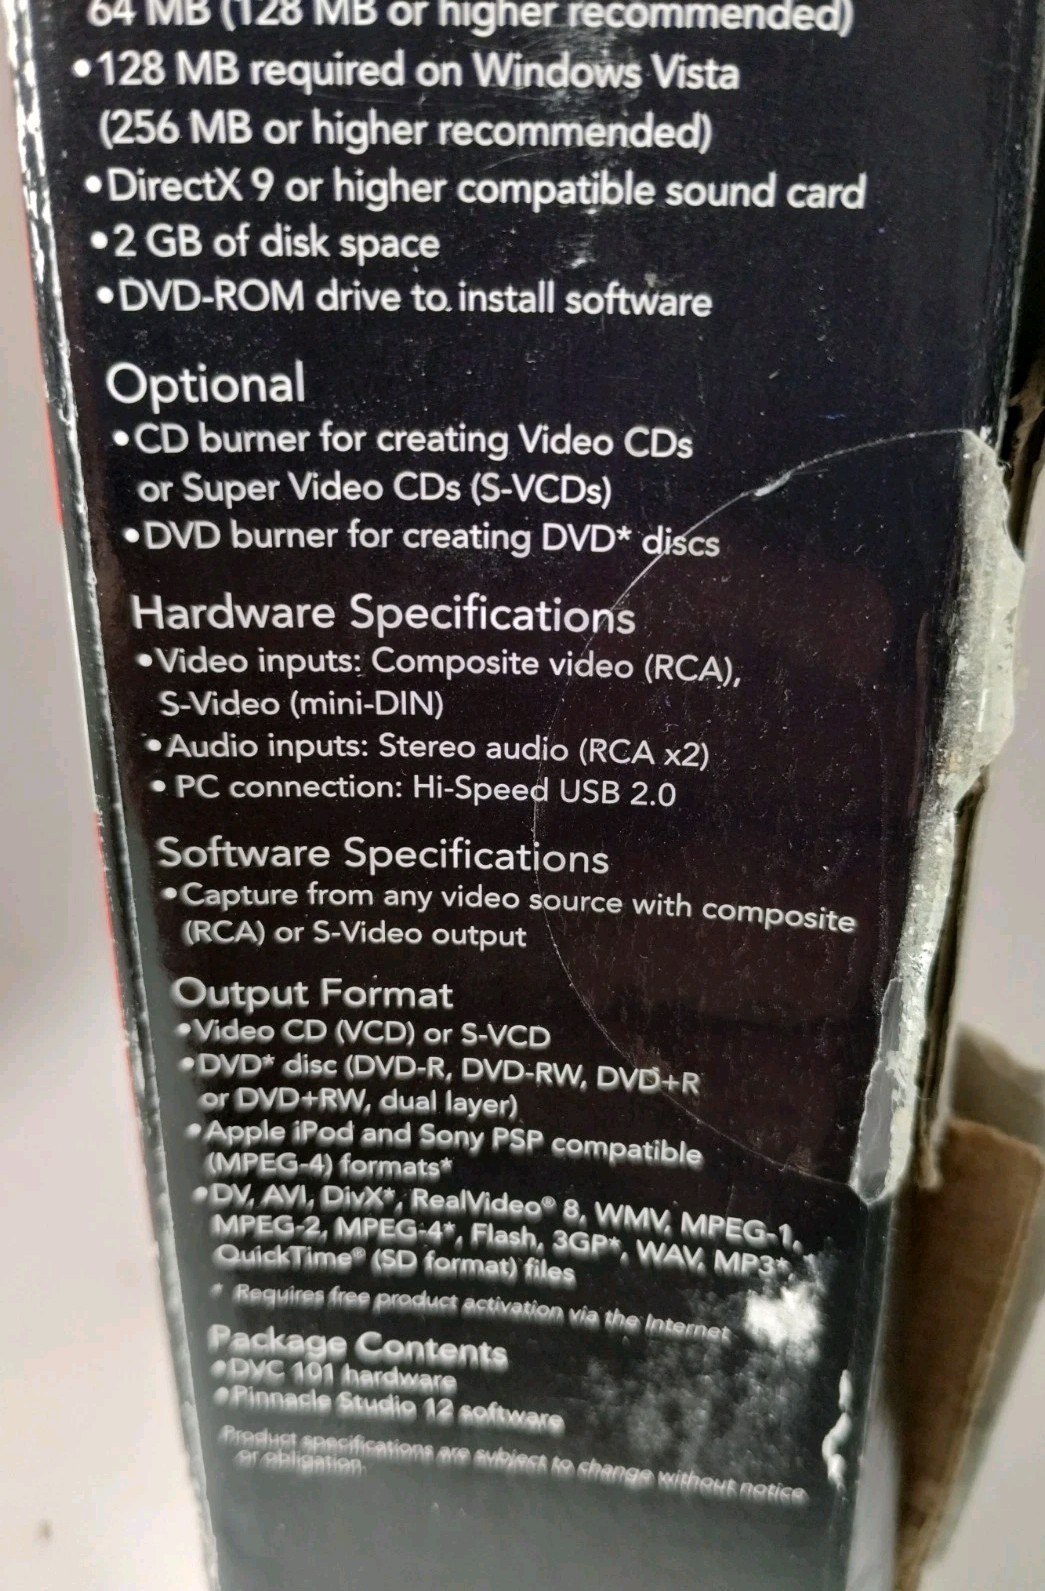 64 MB (128 MB or higher recommended)
•128 MB required on Windows Vista
(256 MB or higher recommended)
•DirectX 9 or higher compatible sound card
•2 GB of disk space
•DVD-ROM drive to install software
Optional
•CD burner for creating Video CDs
or Super Video CDs (S-VCDs)
•DVD burner for creating DVD* discs
Hardware Specifications
•Video inputs: Composite video (RCA),
S-Video (mini-DIN)
•Audio inputs: Stereo audio (RCA x2)
• PC connection: Hi-Speed USB 2.0
Software Specifications
•Capture from any video source with composite
(RCA) or S-Video output
Output Format
•Video CD (VCD) or S-VCD
•DVD* disc (DVD-R, DVD-RW, DVD+R
or DVD+RW, dual layer)
•Apple iPod and Sony PSP compatible
(MPEG-4) formats*
•DV, AVI, DivX*, RealVideo® 8, WMV, MPEG-1,
MPEG-2, MPEG-4*, Flash, 3GP*, WAV, MP3*,
QuickTime® (SD format) files
* Requires free product activation via the Internet
Package Contents
•DVC 101 hardware
•Pinnacle Studio 12 software
Product specifications are subject to change without notice
or obligation.